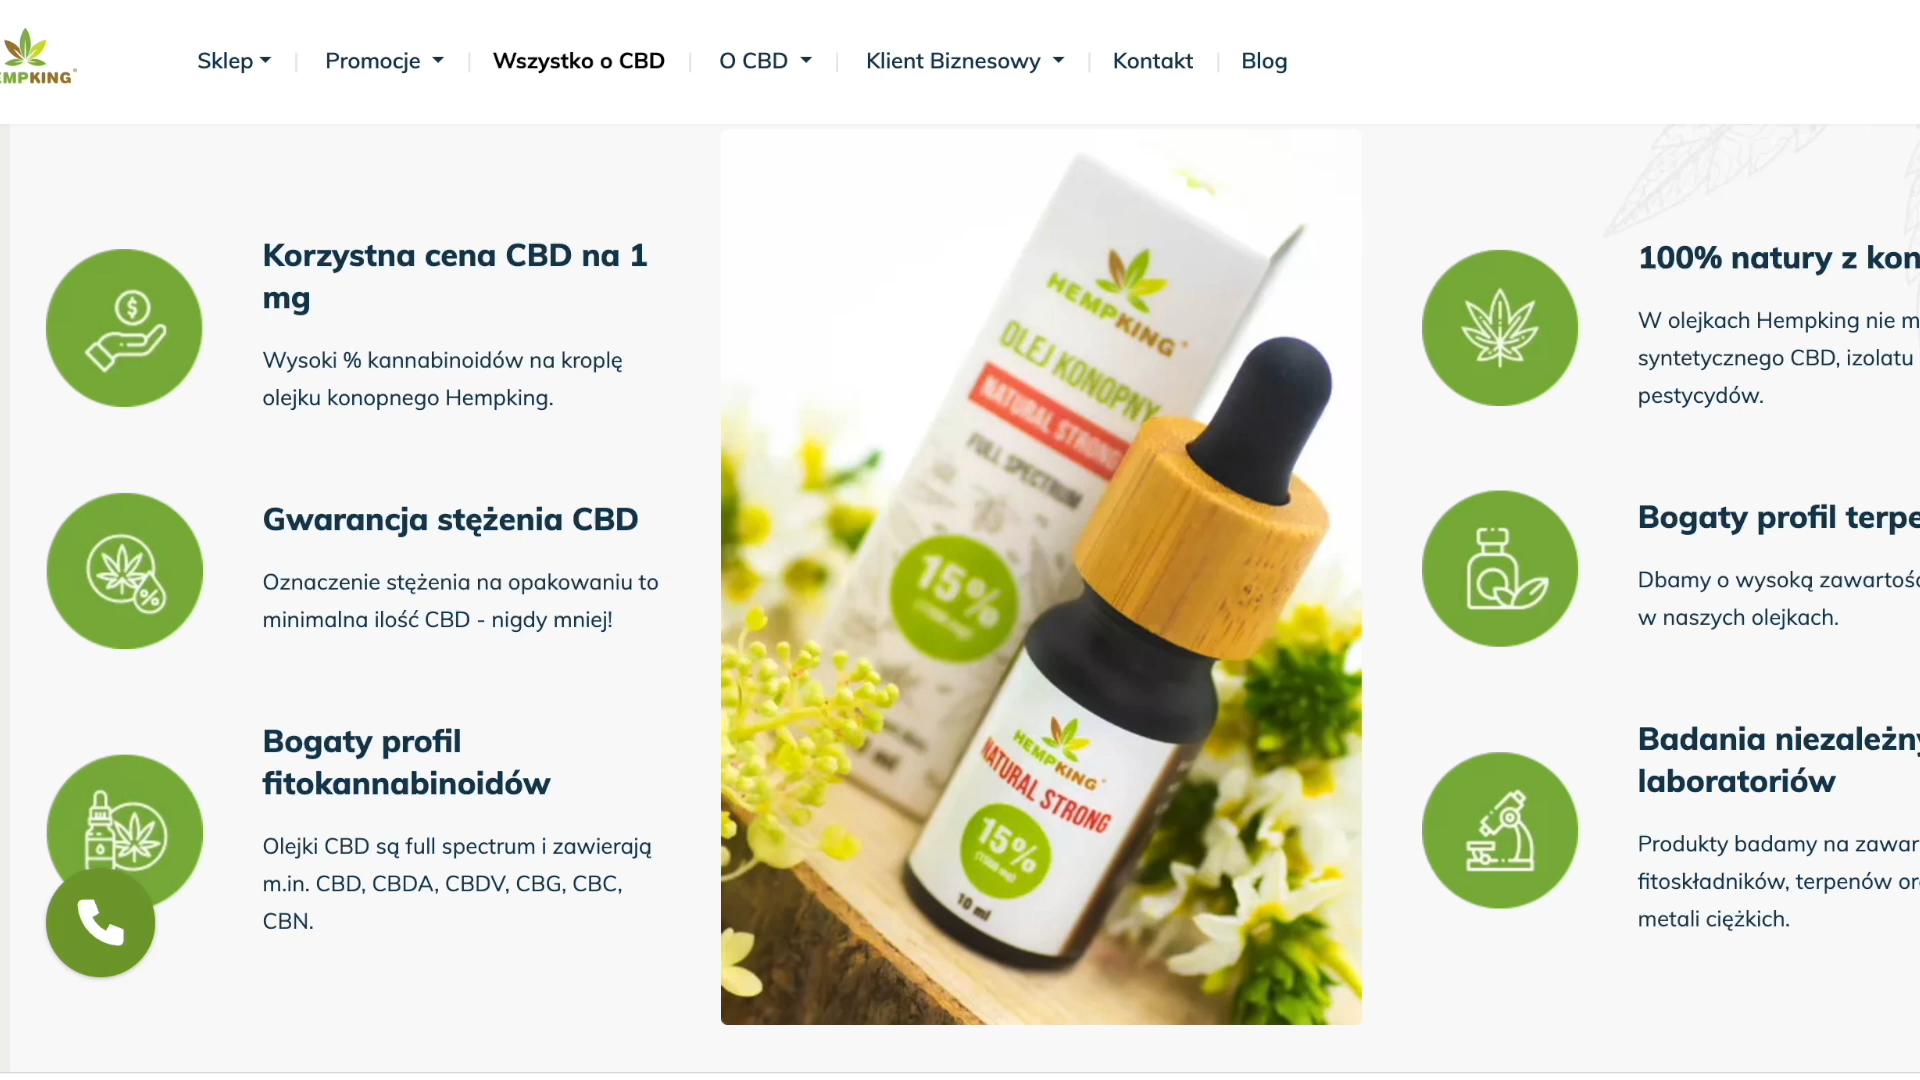 EMPKING
Sklep
Promocje
Wszystko o CBD
O CBD
Klient Biznesowy
Kontakt
Blog
Korzystna cena CBD na 1
mg
Wysoki % kannabinoidów na kroplę
olejku konopnego Hempking.
Gwarancja stężenia CBD
Oznaczenie stężenia na opakowaniu to
minimalna ilość CBD - nigdy mniej!
Bogaty profil
fitokannabinoidów
Olejki CBD są full spectrum i zawierają
m.in. CBD, CBDA, CBDV, CBG, CBC,
CBN.
HEMPKING
OLEJ KONOPNY
NATURAL STRONG
FULL SPECTRUM
15%
HEMPKING
NATURAL STRONG
15%
10 ml
100% natury z kon
W olejkach Hempking nie m
syntetycznego CBD, izolatu
pestycydów.
Bogaty profil terpe
Dbamy o wysoką zawartość
w naszych olejkach.
Badania niezależny
laboratoriów
Produkty badamy na zawar
fitoskładników, terpenów or
metali ciężkich.